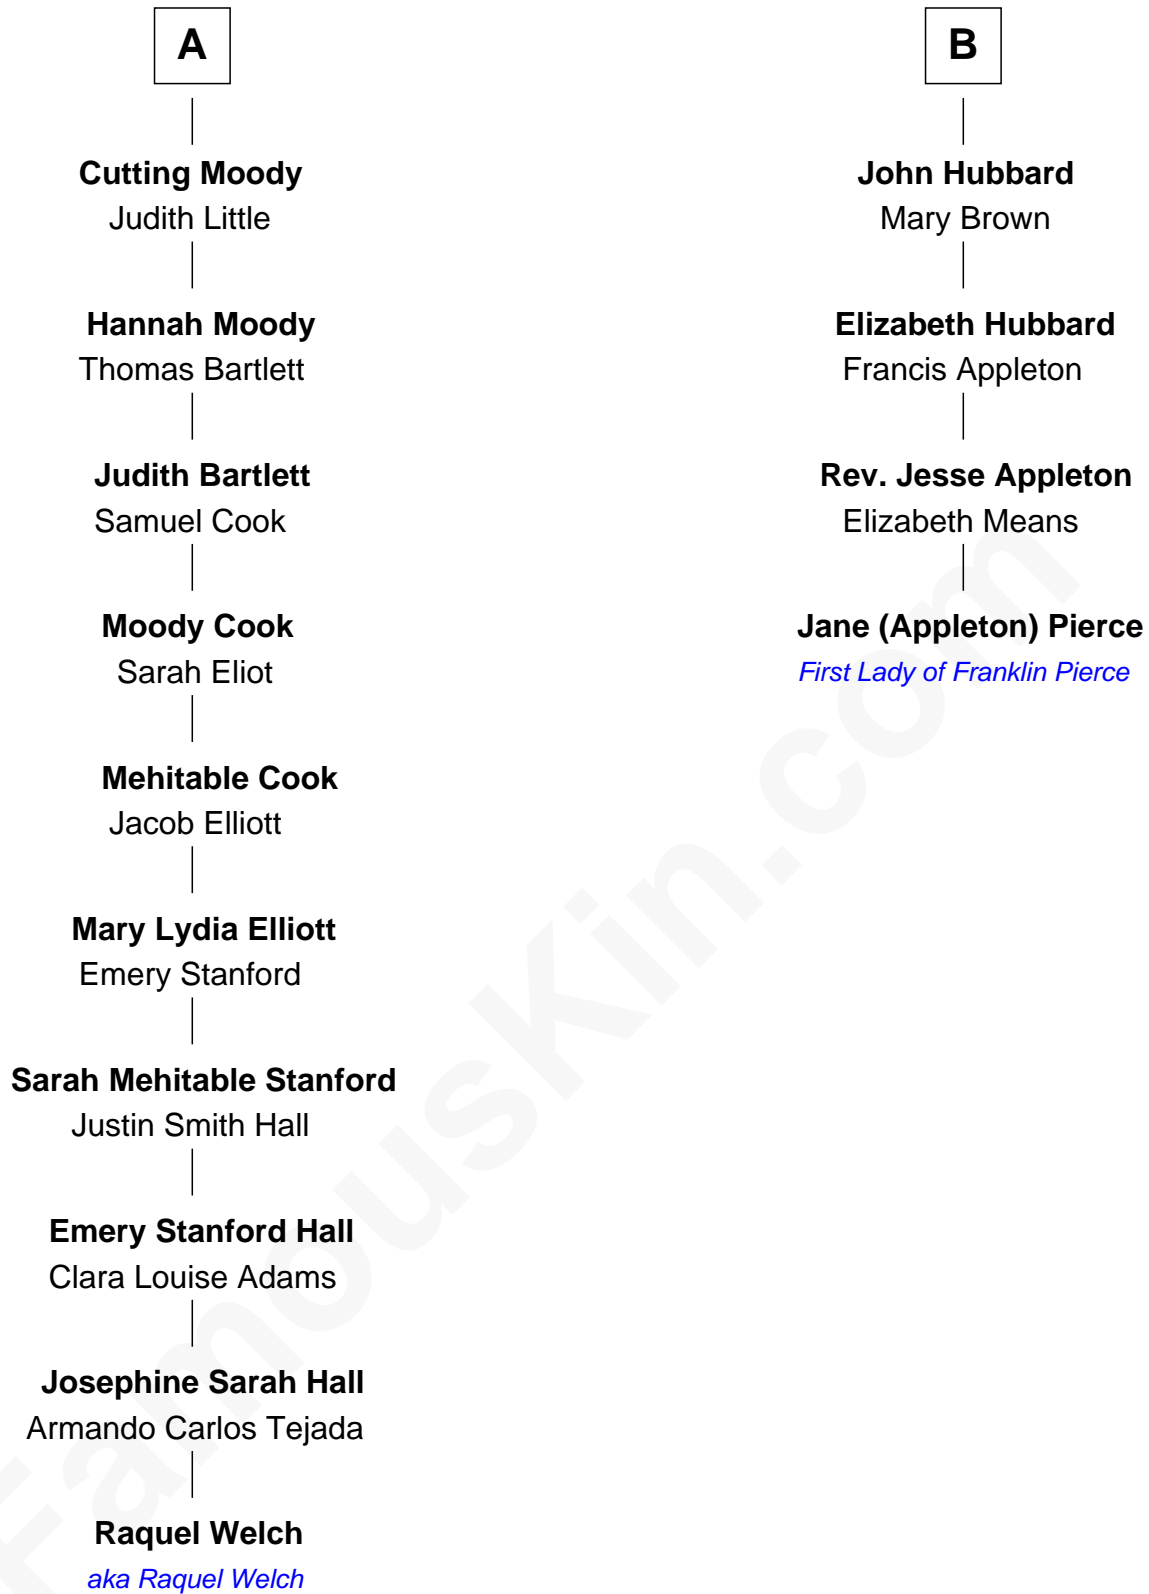 A
Cutting Moody
Judith Little
Hannah Moody
Thomas Bartlett
Judith Bartlett
Samuel Cook
Moody Cook
Sarah Eliot
Mehitable Cook
Jacob Elliott
Mary Lydia Elliott
Emery Stanford
Sarah Mehitable Stanford
Justin Smith Hall
Emery Stanford Hall
Clara Louise Adams
Josephine Sarah Hall
Armando Carlos Tejada
Raquel Welch
aka Raquel Welch
B
John Hubbard
Mary Brown
Elizabeth Hubbard
Francis Appleton
Rev. Jesse Appleton
Elizabeth Means
Jane (Appleton) Pierce
First Lady of Franklin Pierce
FamousKin.com